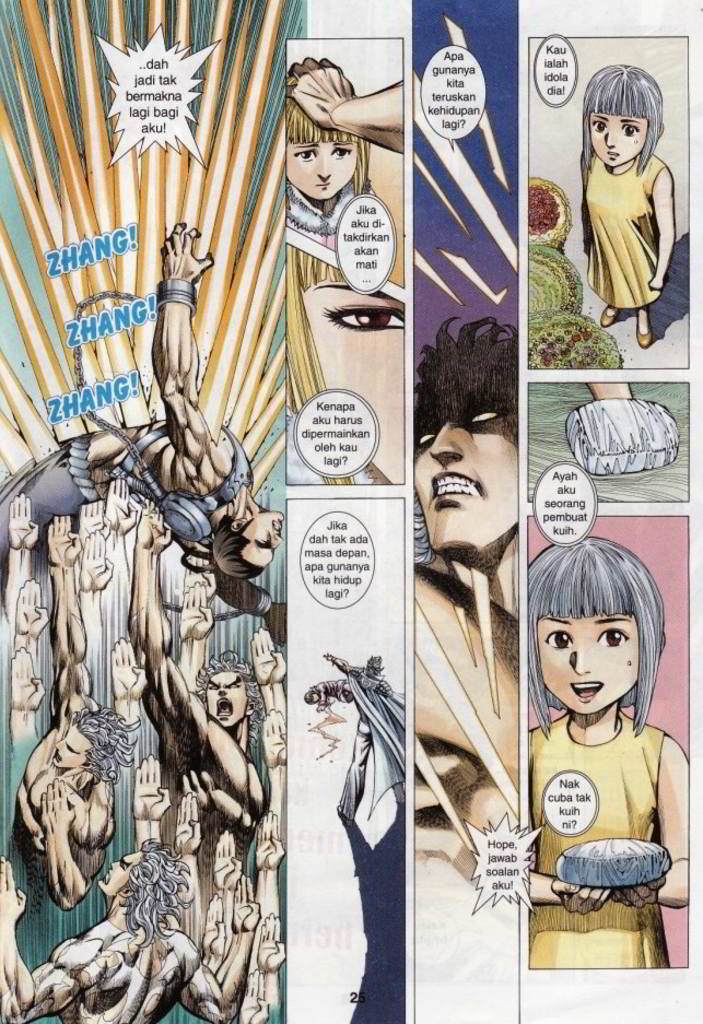 ..dah
jadi tak
bermakna
lagi bagi
aku!
ZHANG!
ZHANG!
ZHANG!
Jika
aku di-
takdirkan
akan
mati
...
Kenapa
aku harus
dipermainkan
oleh kau
lagi?
Jika
dah tak ada
masa depan,
apa gunanya
kita hidup
lagi?
Apa
gunanya
kita
teruskan
kehidupan
lagi?
Hope,
jawab
soalan
aku!
Kau
ialah
idola
dia!
Ayah
aku
seorang
pembuat
kuih.
Nak
cuba tak
kuih
ni?
25